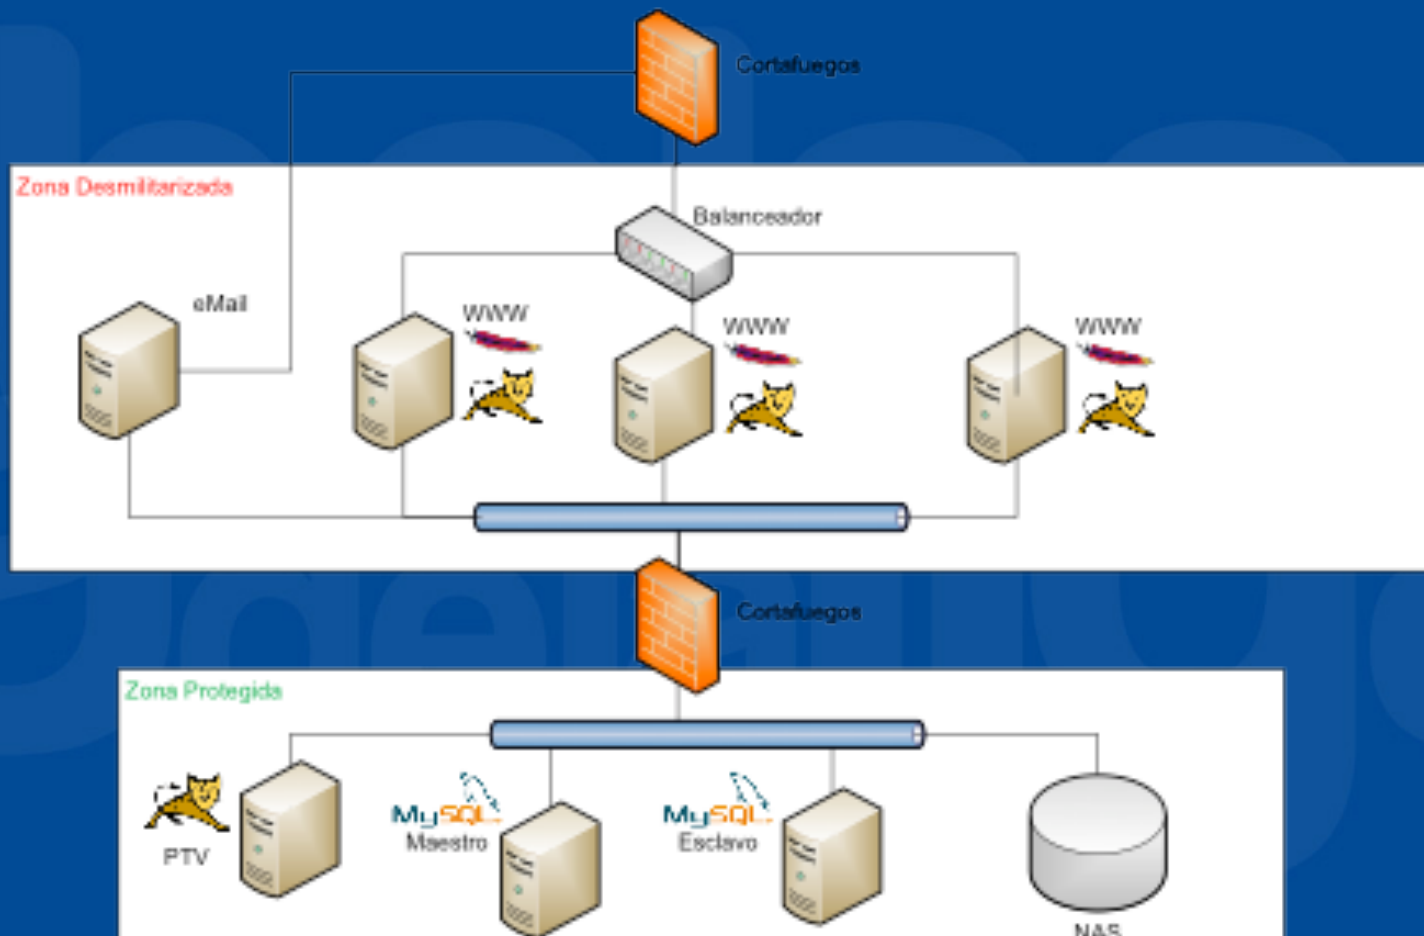 Cortafuegos
Zona Desmilitarizada
Balanceador
eMail
WWW
WWW
WWW
Cortafuegos
Zona Protegida
MySQL
MySQL
Maestro
Esclavo
PTV
NAS